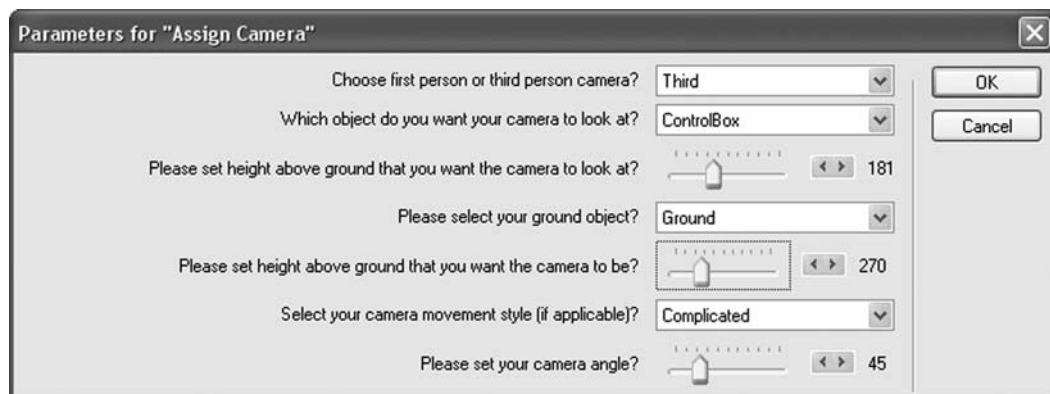 Parameters for "Assign Camera"
Choose first person or third person camera? Third
OK
Which object do you want your camera to look at? ControlBox
Cancel
Please set height above ground that you want the camera to look at? 181
Please select your ground object? Ground
Please set height above ground that you want the camera to be? 270
Select your camera movement style (if applicable)? Complicated
Please set your camera angle? 45